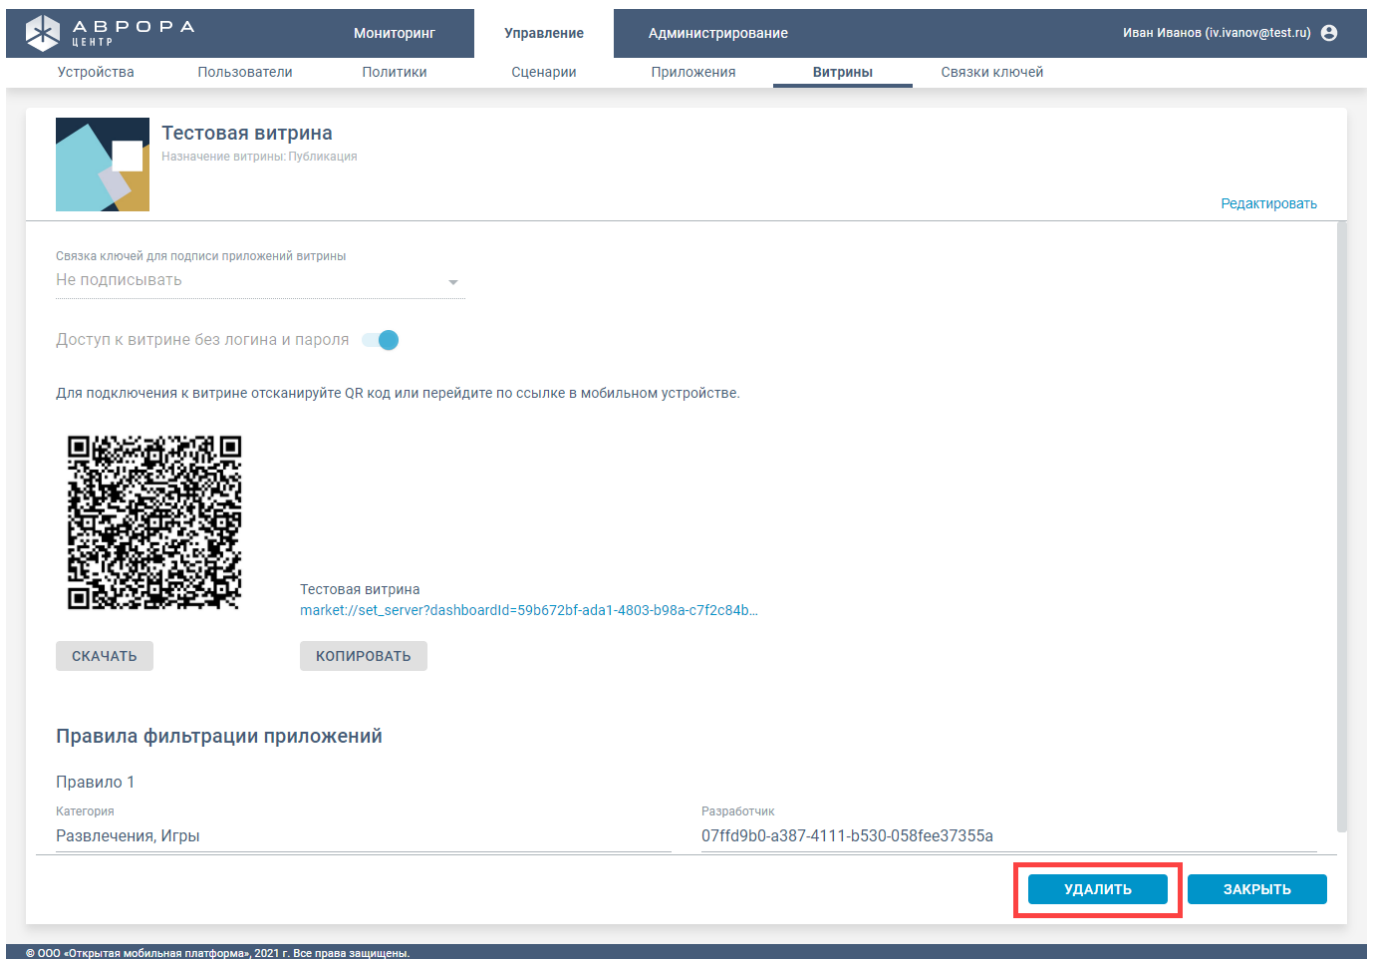 АВРОРА
ЦЕНТР
Мониторинг
Управление
Администрирование
Иван Иванов (iv.ivanov@test.ru)
Устройства
Пользователи
Политики
Сценарии
Приложения
Витрины
Связки ключей
Тестовая витрина
Назначение витрины: Публикация
Редактировать
Связка ключей для подписи приложений витрины
Не подписывать
Доступ к витрине без логина и пароля
Для подключения к витрине отсканируйте QR код или перейдите по ссылке в мобильном устройстве.
Тестовая витрина
market://set_server?dashboardId=59b672bf-ada1-4803-b98a-c7f2c84b...
СКАЧАТЬ
КОПИРОВАТЬ
Правила фильтрации приложений
Правило 1
Категория
Развлечения, Игры
Разработчик
07ffd9b0-a387-4111-b530-058fee37355a
УДАЛИТЬ
ЗАКРЫТЬ
© ООО «Открытая мобильная платформа», 2021 г. Все права защищены.